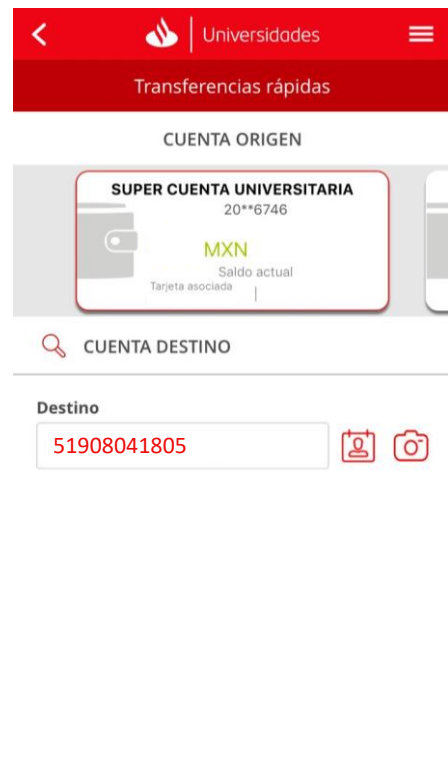 Universidades
Transferencias rápidas
CUENTA ORIGEN
SUPER CUENTA UNIVERSITARIA
20**6746
MXN
Saldo actual
Tarjeta asociada
CUENTA DESTINO
Destino
51908041805